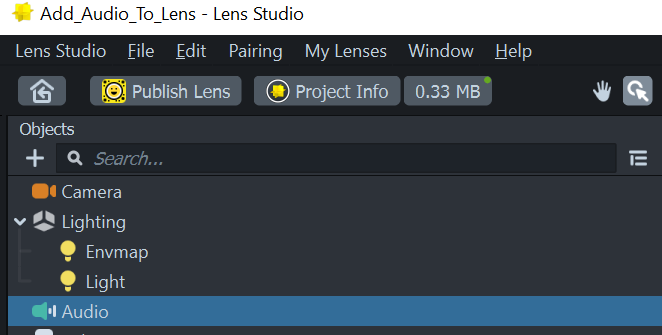 Add_Audio_To_Lens - Lens Studio
Lens Studio File Edit Pairing My Lenses Window Help
Publish Lens Project Info 0.33 MB
Objects
Search...
Camera
Lighting
Envmap
Light
Audio